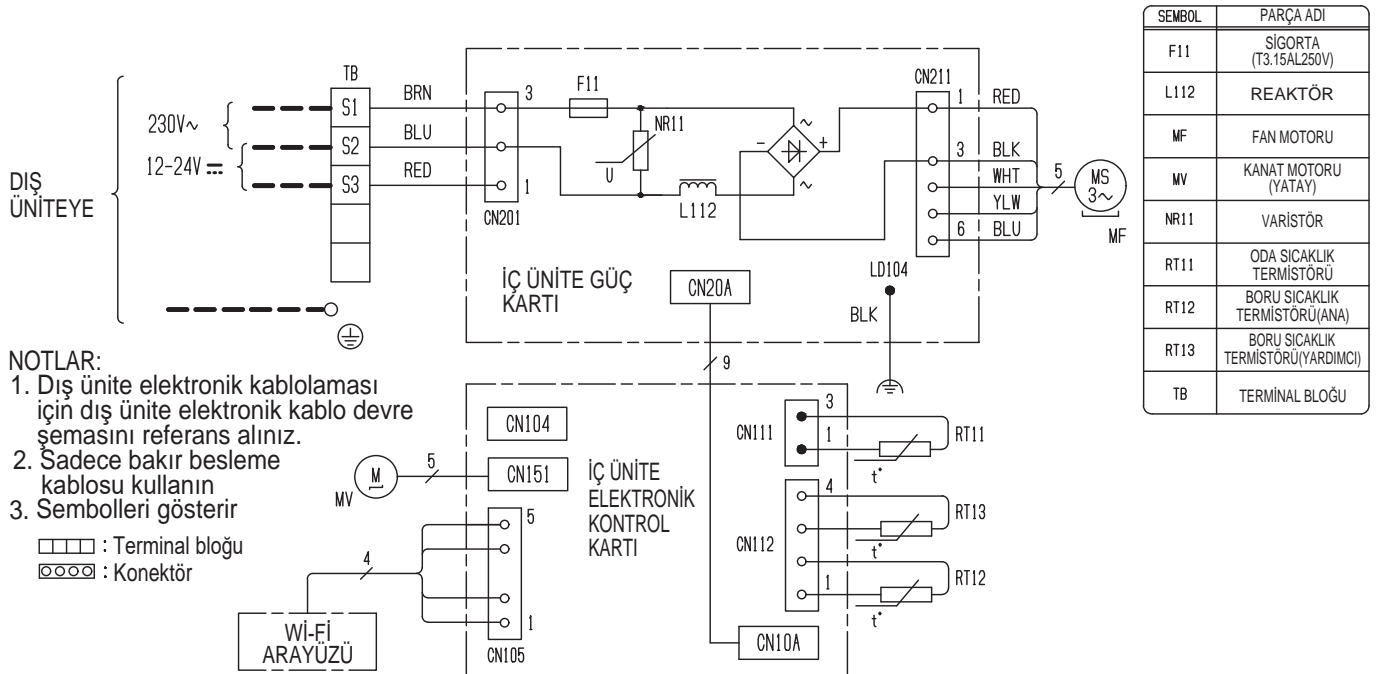 DIŞ
ÜNİTEYE
230V~
12-24V
TB
S1
S2
S3
BRN
BLU
RED
3
1
CN201
F11
NR11
U
L112
~
-
+
~
CN211
1
3
6
RED
BLK
WHT
YLW
BLU
5
MS
3~
MF
İÇ ÜNİTE GÜÇ
KARTI
CN20A
LD104
BLK
9
NOTLAR:
1. Dış ünite elektronik kablolaması
için dış ünite elektronik kablo devre
şemasını referans alınız.
2. Sadece bakır besleme
kablosu kullanın
3. Sembolleri gösterir
: Terminal bloğu
: Konektör
CN104
M
MV
5
CN151
İÇ ÜNİTE
ELEKTRONİK
KONTROL
KARTI
5
1
CN105
4
Wİ-Fİ
ARAYÜZÜ
CN111
3
1
RT11
t°
CN112
4
1
RT13
t°
RT12
t°
CN10A
SEMBOL PARÇA ADI
F11 SİGORTA
(T3.15AL250V)
L112 REAKTÖR
MF FAN MOTORU
MV KANAT MOTORU
(YATAY)
NR11 VARİSTÖR
RT11 ODA SICAKLIK
TERMİSTÖRÜ
RT12 BORU SICAKLIK
TERMİSTÖRÜ(ANA)
RT13 BORU SICAKLIK
TERMİSTÖRÜ(YARDIMCI)
TB TERMİNAL BLOĞU